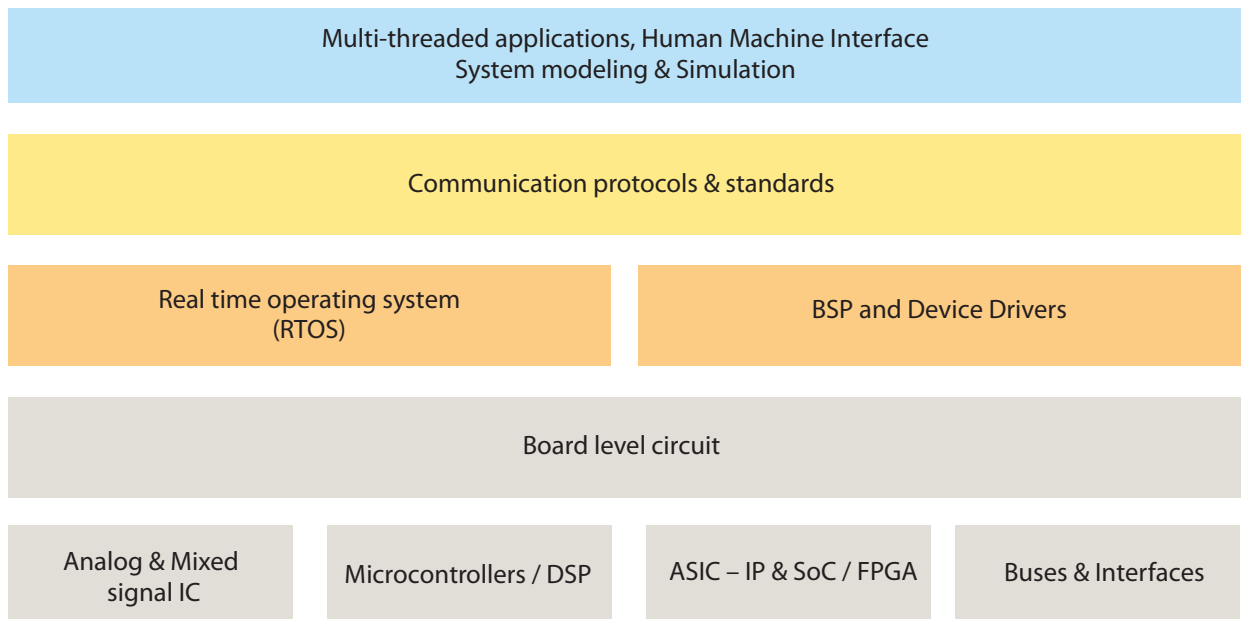 Multi-threaded applications, Human Machine Interface
System modeling & Simulation
Communication protocols & standards
Real time operating system
(RTOS)
BSP and Device Drivers
Board level circuit
Analog & Mixed
signal IC
Microcontrollers / DSP
ASIC – IP & SoC / FPGA
Buses & Interfaces